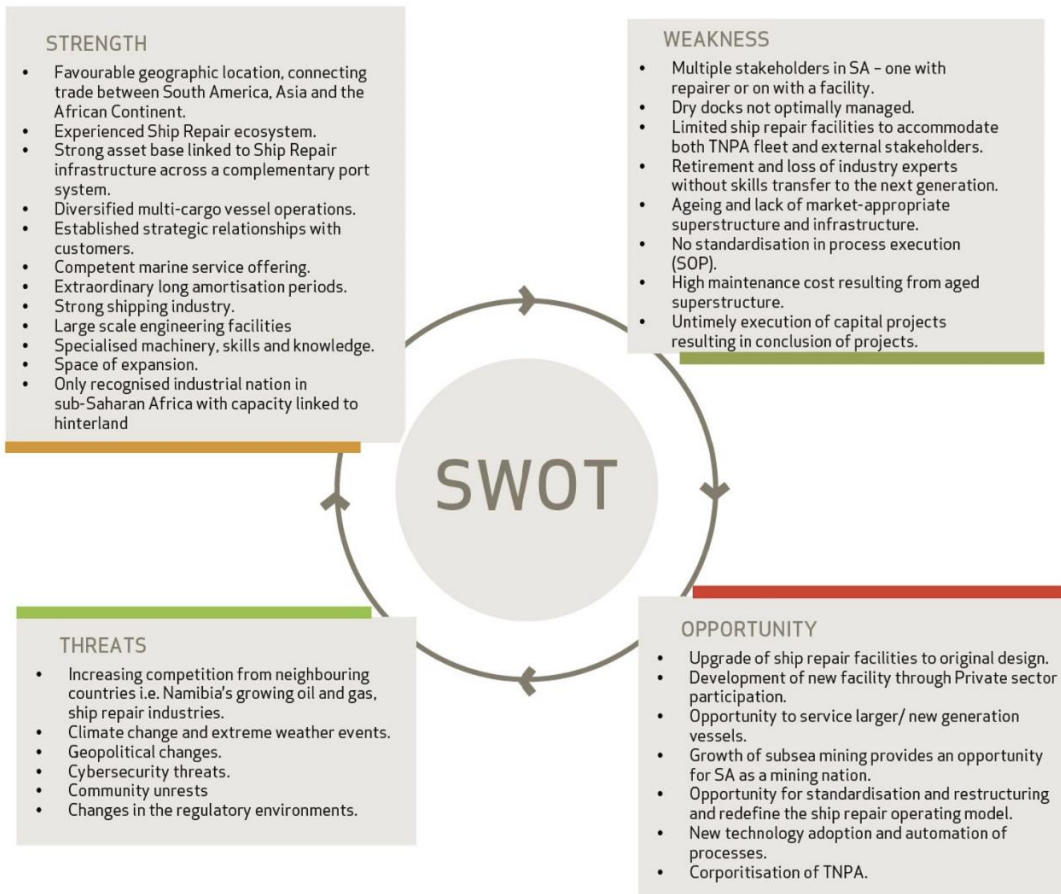 STRENGTH
• Favourable geographic location, connecting
trade between South America, Asia and the
African Continent.
• Experienced Ship Repair ecosystem.
• Strong asset base linked to Ship Repair
infrastructure across a complementary port
system.
• Diversified multi-cargo vessel operations.
• Established strategic relationships with
customers.
• Competent marine service offering.
• Extraordinary long amortisation periods.
• Strong shipping industry.
• Large scale engineering facilities
• Specialised machinery, skills and knowledge.
• Space of expansion.
• Only recognised industrial nation in
sub-Saharan Africa with capacity linked to
hinterland
WEAKNESS
• Multiple stakeholders in SA – one with
repairer or on with a facility.
• Dry docks not optimally managed.
• Limited ship repair facilities to accommodate
both TNPA fleet and external stakeholders.
• Retirement and loss of industry experts
without skills transfer to the next generation.
• Ageing and lack of market-appropriate
superstructure and infrastructure.
• No standardisation in process execution
(SOP).
• High maintenance cost resulting from aged
superstructure.
• Untimely execution of capital projects
resulting in conclusion of projects.
SWOT
THREATS
• Increasing competition from neighbouring
countries i.e. Namibia's growing oil and gas,
ship repair industries.
• Climate change and extreme weather events.
• Geopolitical changes.
• Cybersecurity threats.
• Community unrests
• Changes in the regulatory environments.
OPPORTUNITY
• Upgrade of ship repair facilities to original design.
• Development of new facility through Private sector
participation.
• Opportunity to service larger/ new generation
vessels.
• Growth of subsea mining provides an opportunity
for SA as a mining nation.
• Opportunity for standardisation and restructuring
and redefine the ship repair operating model.
• New technology adoption and automation of
processes.
• Corporitisation of TNPA.